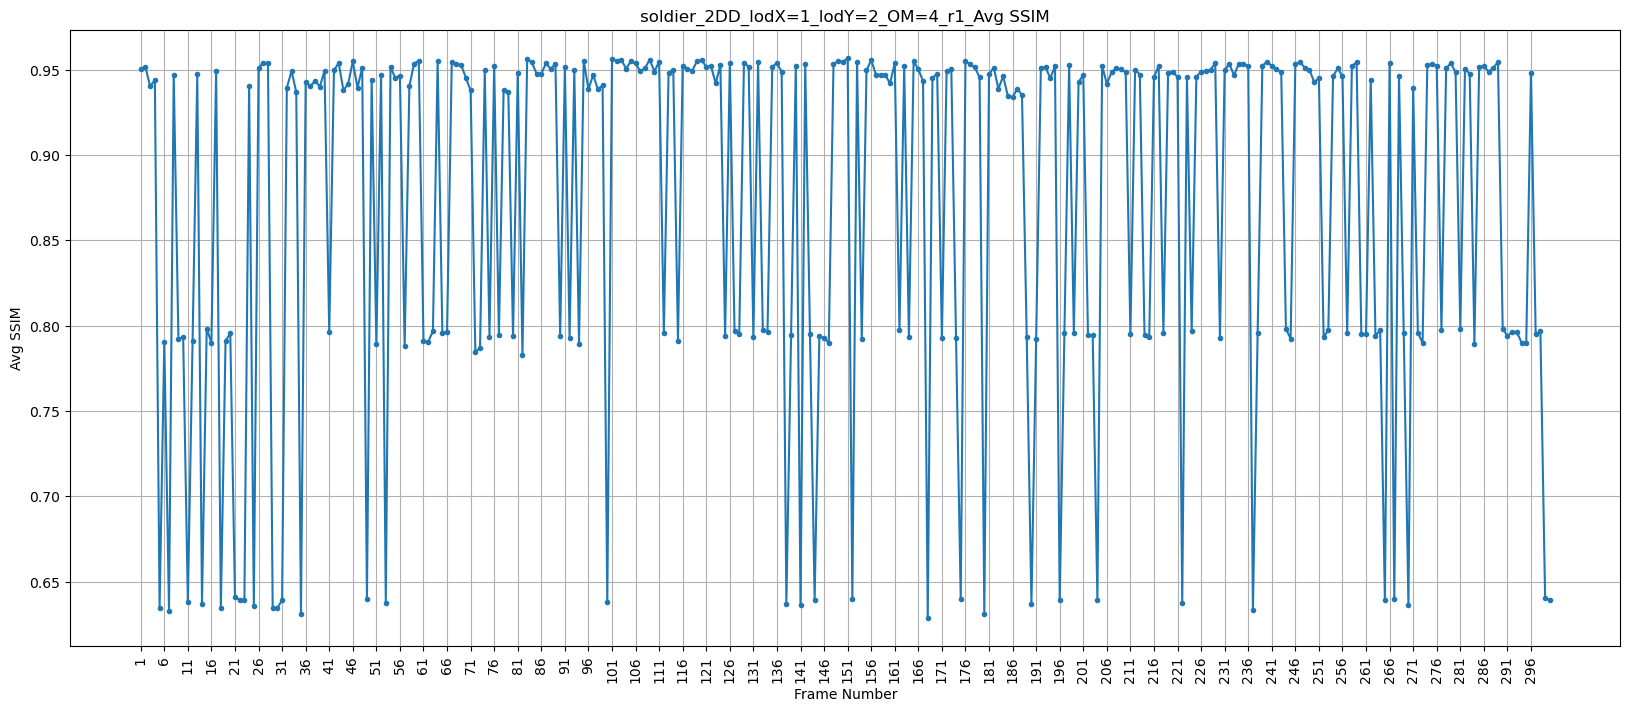 soldier_2DD_lodX=1_lodY=2_OM=4_r1_Avg SSIM
Avg SSIM
0.95
0.90
0.85
0.80
0.75
0.70
0.65
1 6 11 16 21 26 31 36 41 46 51 56 61 66 71 76 81 86 91 96 101 106 111 116 121 126 131 136 141 146 151 156 161 166 171 176 181 186 191 196 201 206 211 216 221 226 231 236 241 246 251 256 261 266 271 276 281 286 291 296
Frame Number